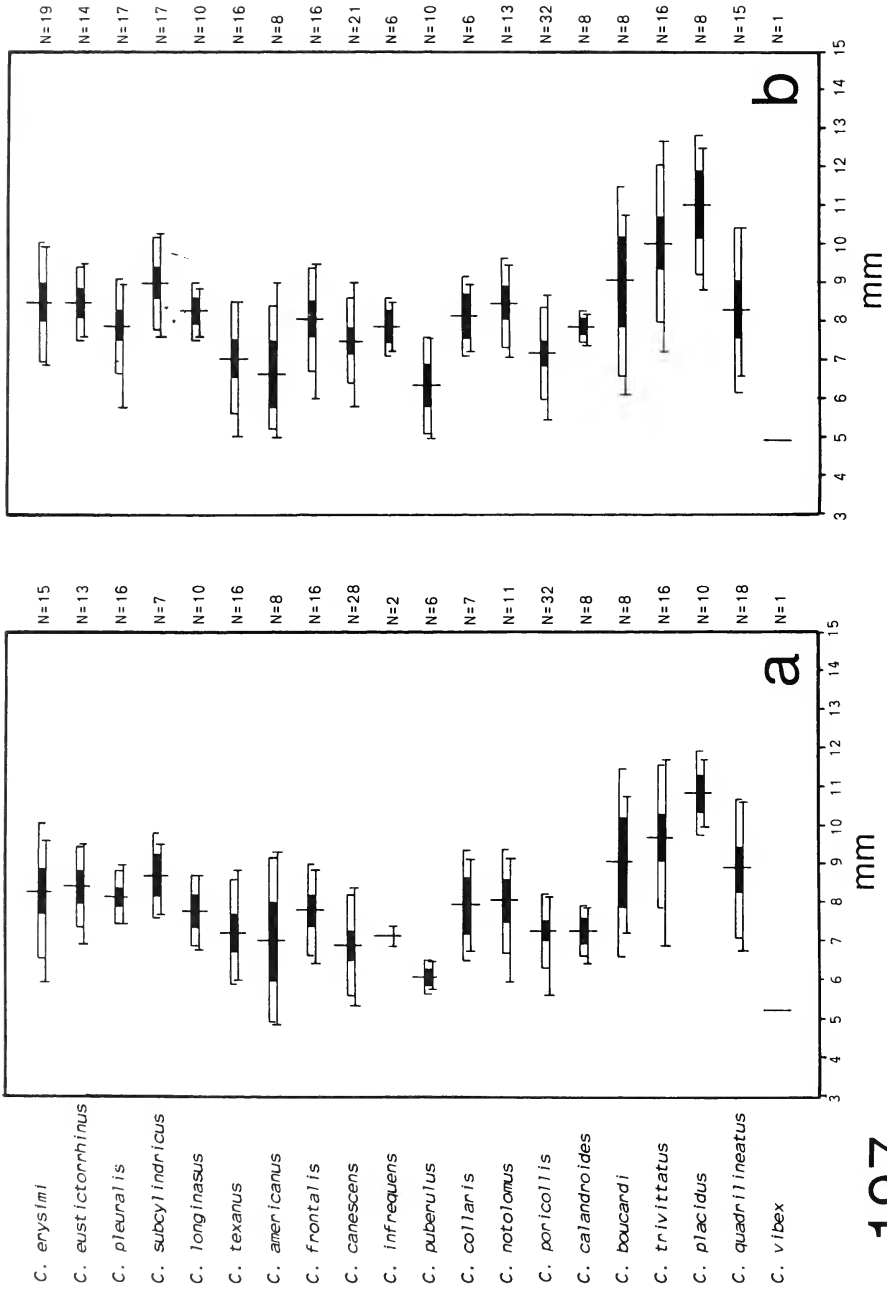 C. erysimi
C. eustictorrhinus
C. pleuralis
C. subcylindricus
C. longinasus
C. texanus
C. americanus
C. frontalis
C. canescens
C. infrequens
C. puberulus
C. collaris
C. notolomus
C. poricollis
C. calandroides
C. boucardi
C. trivittatus
C. placidus
C. quadrilineatus
C. vibex
N=15
N=13
N=16
N=7
N=10
N=16
N=8
N=16
N=28
N=2
N=6
N=7
N=11
N=32
N=8
N=8
N=16
N=10
N=18
N=1
a
3 4 5 6 7 8 9 10 11 12 13 14 15
mm
N=19
N=14
N=17
N=17
N=10
N=16
N=8
N=16
N=21
N=6
N=10
N=6
N=13
N=32
N=8
N=8
N=16
N=8
N=15
N=1
b
3 4 5 6 7 8 9 10 11 12 13 14 15
mm